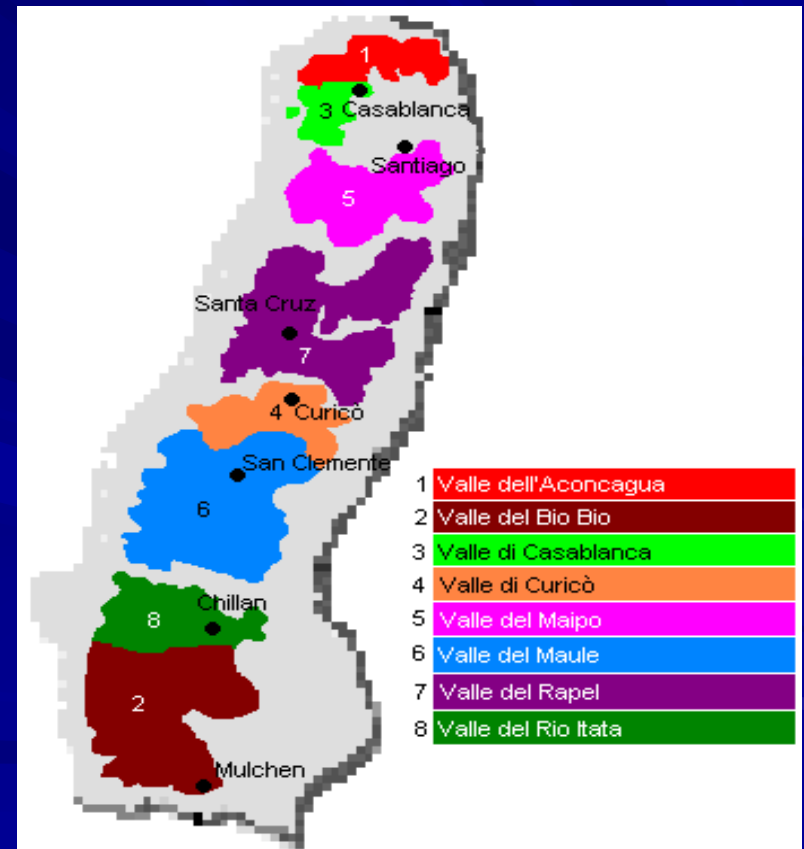 1
3 Casablanca
Santiago
5
Santa Cruz
7
4 Curicò
San Clemente
6
Chillan
8
2
Mulchen
1 Valle dell'Aconcagua
2 Valle del Bio Bio
3 Valle di Casablanca
4 Valle di Curicò
5 Valle del Maipo
6 Valle del Maule
7 Valle del Rapel
8 Valle del Rio Itata